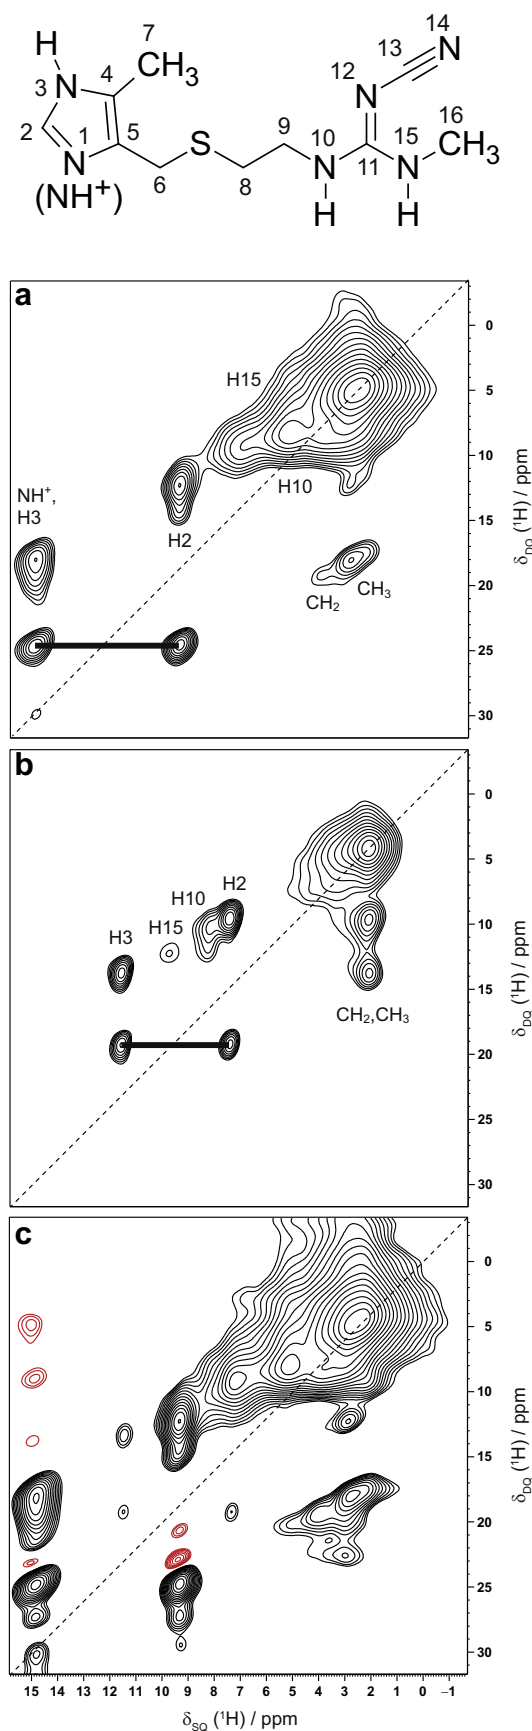 H
7
14
N
3
CH₃
4
13
N
12
N
16
2
1
5
9
10
15
CH₃
N
S
N
11
N
(NH⁺)
6
8
H
H
a
0
H15
5
10
NH⁺,
H3
H10
15
H2
CH₂
CH₃
20
25
30
δDQ (¹H) / ppm
b
0
5
H10
H2
H15
10
H3
15
CH₂,CH₃
20
25
30
δDQ (¹H) / ppm
c
0
5
10
15
20
25
30
δDQ (¹H) / ppm
15 14 13 12 11 10 9 8 7 6 5 4 3 2 1 0 –1
δSQ (¹H) / ppm